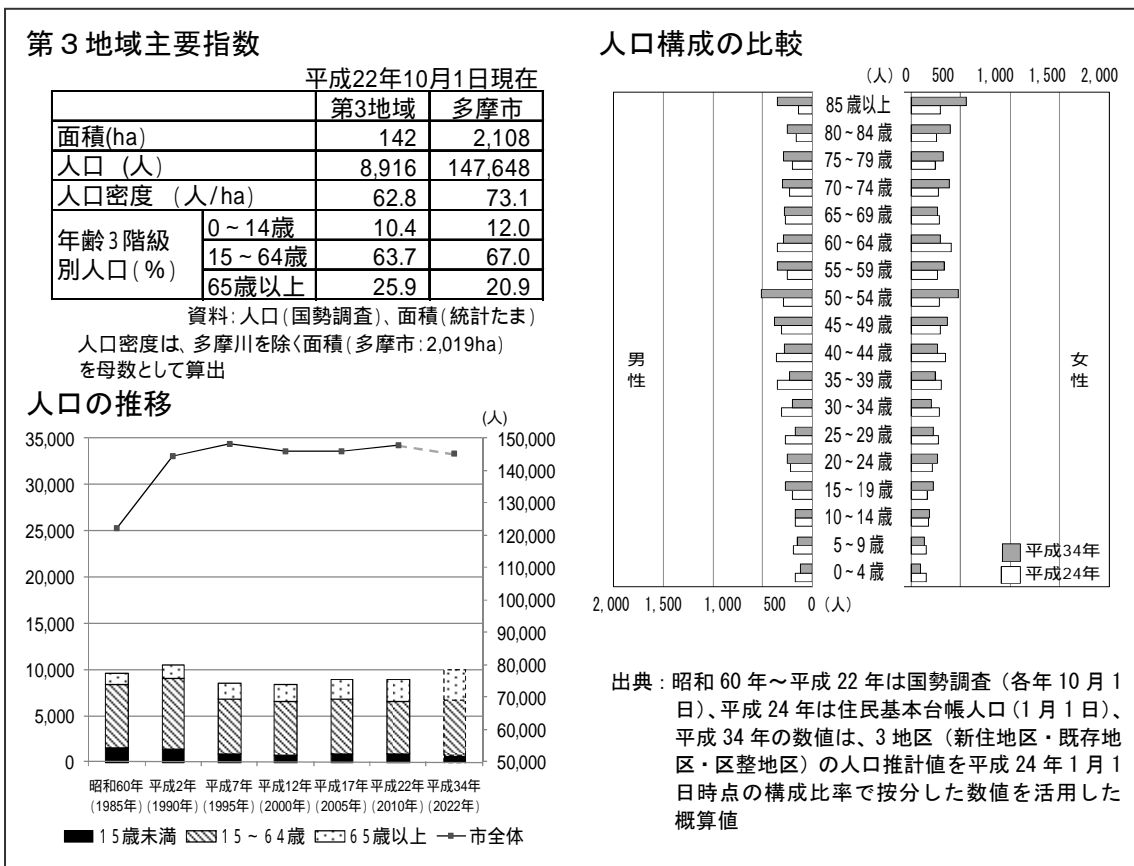 第３地域主要指数
平成22年10月1日現在
第3地域 多摩市
面積(ha) 142 2,108
人口 (人) 8,916 147,648
人口密度 (人/ha) 62.8 73.1
年齢3階級別人口(%)
0～14歳 10.4 12.0
15～64歳 63.7 67.0
65歳以上 25.9 20.9
資料:人口(国勢調査)、面積(統計たま)
人口密度は、多摩川を除く面積(多摩市:2,019ha)
を母数として算出
人口の推移
(人)
35,000
30,000
25,000
20,000
15,000
10,000
5,000
0
150,000
140,000
130,000
120,000
110,000
100,000
90,000
80,000
70,000
60,000
50,000
昭和60年 平成2年 平成7年 平成12年 平成17年 平成22年 平成34年
(1985年) (1990年) (1995年) (2000年) (2005年) (2010年) (2022年)
15歳未満 15～64歳 65歳以上 市全体
人口構成の比較
(人) 0 500 1,000 1,500 2,000
85歳以上
80～84歳
75～79歳
70～74歳
65～69歳
60～64歳
55～59歳
50～54歳
45～49歳
40～44歳
35～39歳
30～34歳
25～29歳
20～24歳
15～19歳
10～14歳
5～9歳
0～4歳
男性
女性
平成34年
平成24年
2,000 1,500 1,000 500 0 (人)
出典：昭和60年～平成22年は国勢調査（各年10月1
日）、平成24年は住民基本台帳人口（1月1日）、
平成34年の数値は、3地区（新住地区・既存地
区・区整地区）の人口推計値を平成24年1月1
日時点の構成比率で按分した数値を活用した
概算値